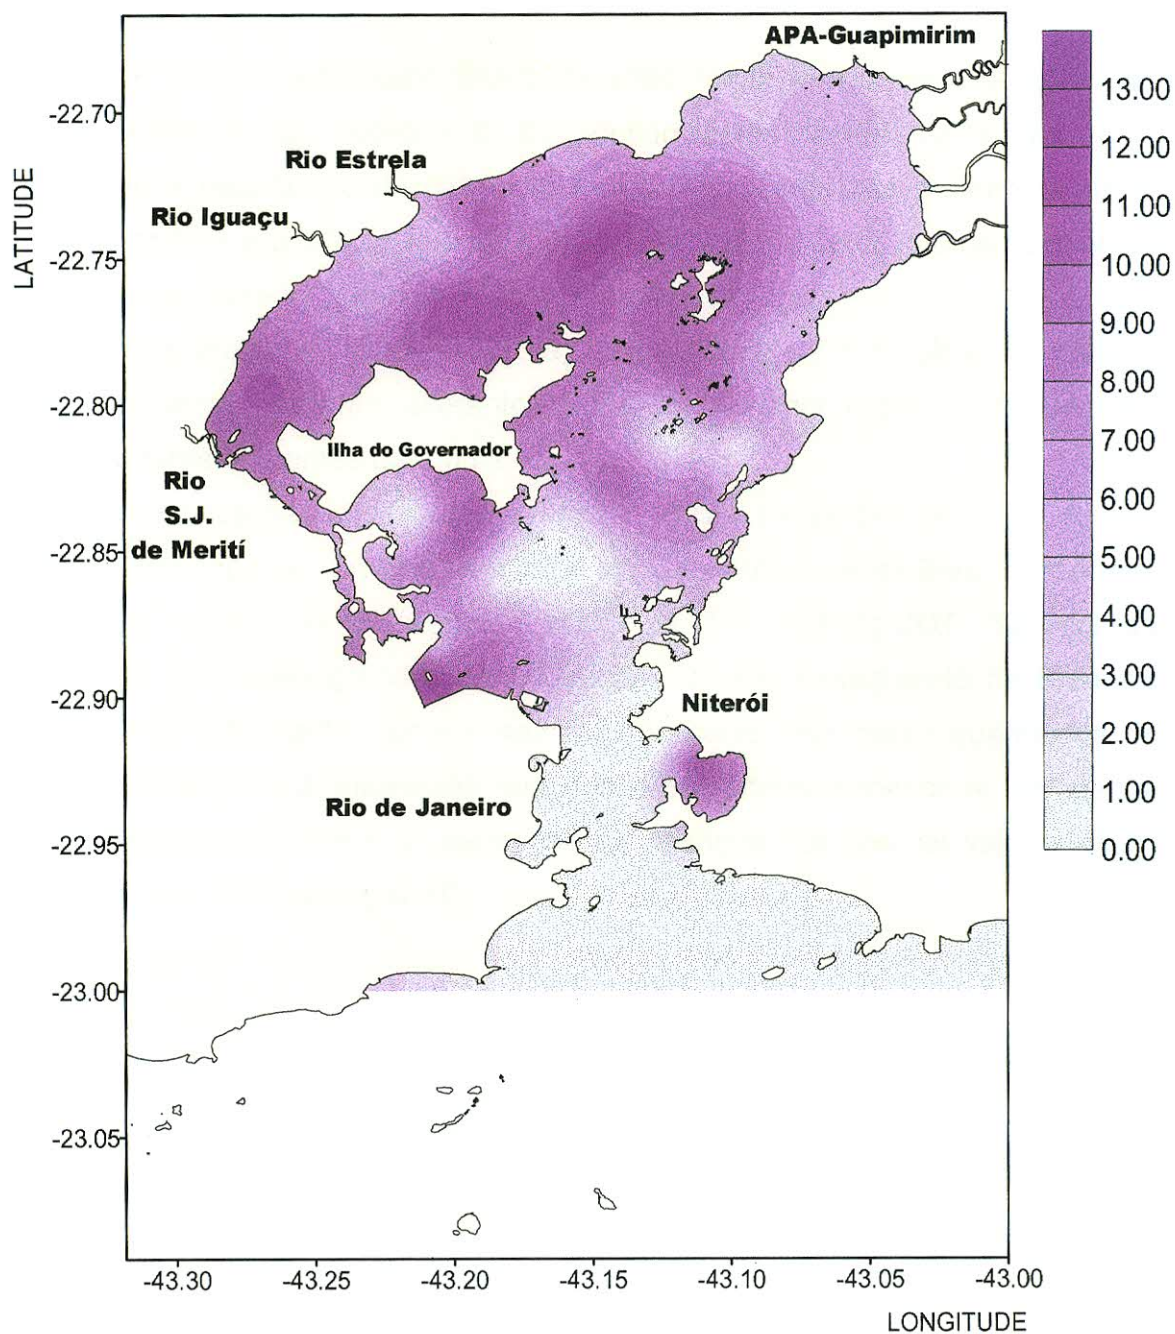 APA-Guapimirim
Rio Estrela
Rio Iguaçu
Ilha do Governador
Rio
S.J.
de Merití
Niterói
Rio de Janeiro
LATITUDE
-22.70
-22.75
-22.80
-22.85
-22.90
-22.95
-23.00
-23.05
-43.30
-43.25
-43.20
-43.15
-43.10
-43.05
-43.00
LONGITUDE
13.00
12.00
11.00
10.00
9.00
8.00
7.00
6.00
5.00
4.00
3.00
2.00
1.00
0.00